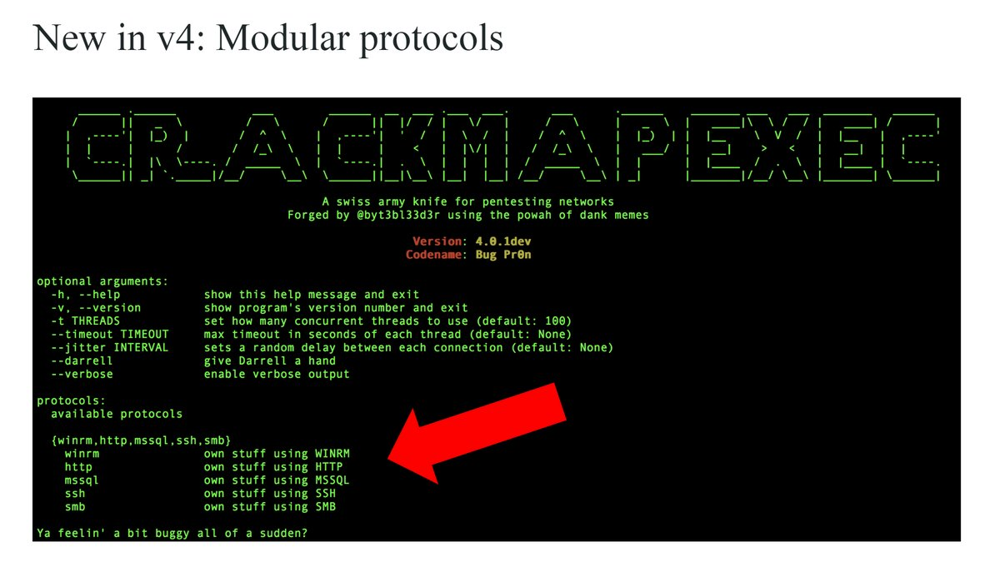 New in v4: Modular protocols
CRACKMAPEXEC
A swiss army knife for pentesting networks
Forged by @byt3bl33d3r using the powah of dank memes
Version: 4.0.1dev
Codename: Bug Pr0n
optional arguments:
-h, --help show this help message and exit
-v, --version show program's version number and exit
-t THREADS set how many concurrent threads to use (default: 100)
--timeout TIMEOUT max timeout in seconds of each thread (default: None)
--jitter INTERVAL sets a random delay between each connection (default: None)
--darrell give Darrell a hand
--verbose enable verbose output
protocols:
available protocols
{winrm,http,mssql,ssh,smb}
winrm own stuff using WINRM
http own stuff using HTTP
mssql own stuff using MSSQL
ssh own stuff using SSH
smb own stuff using SMB
Ya feelin' a bit buggy all of a sudden?